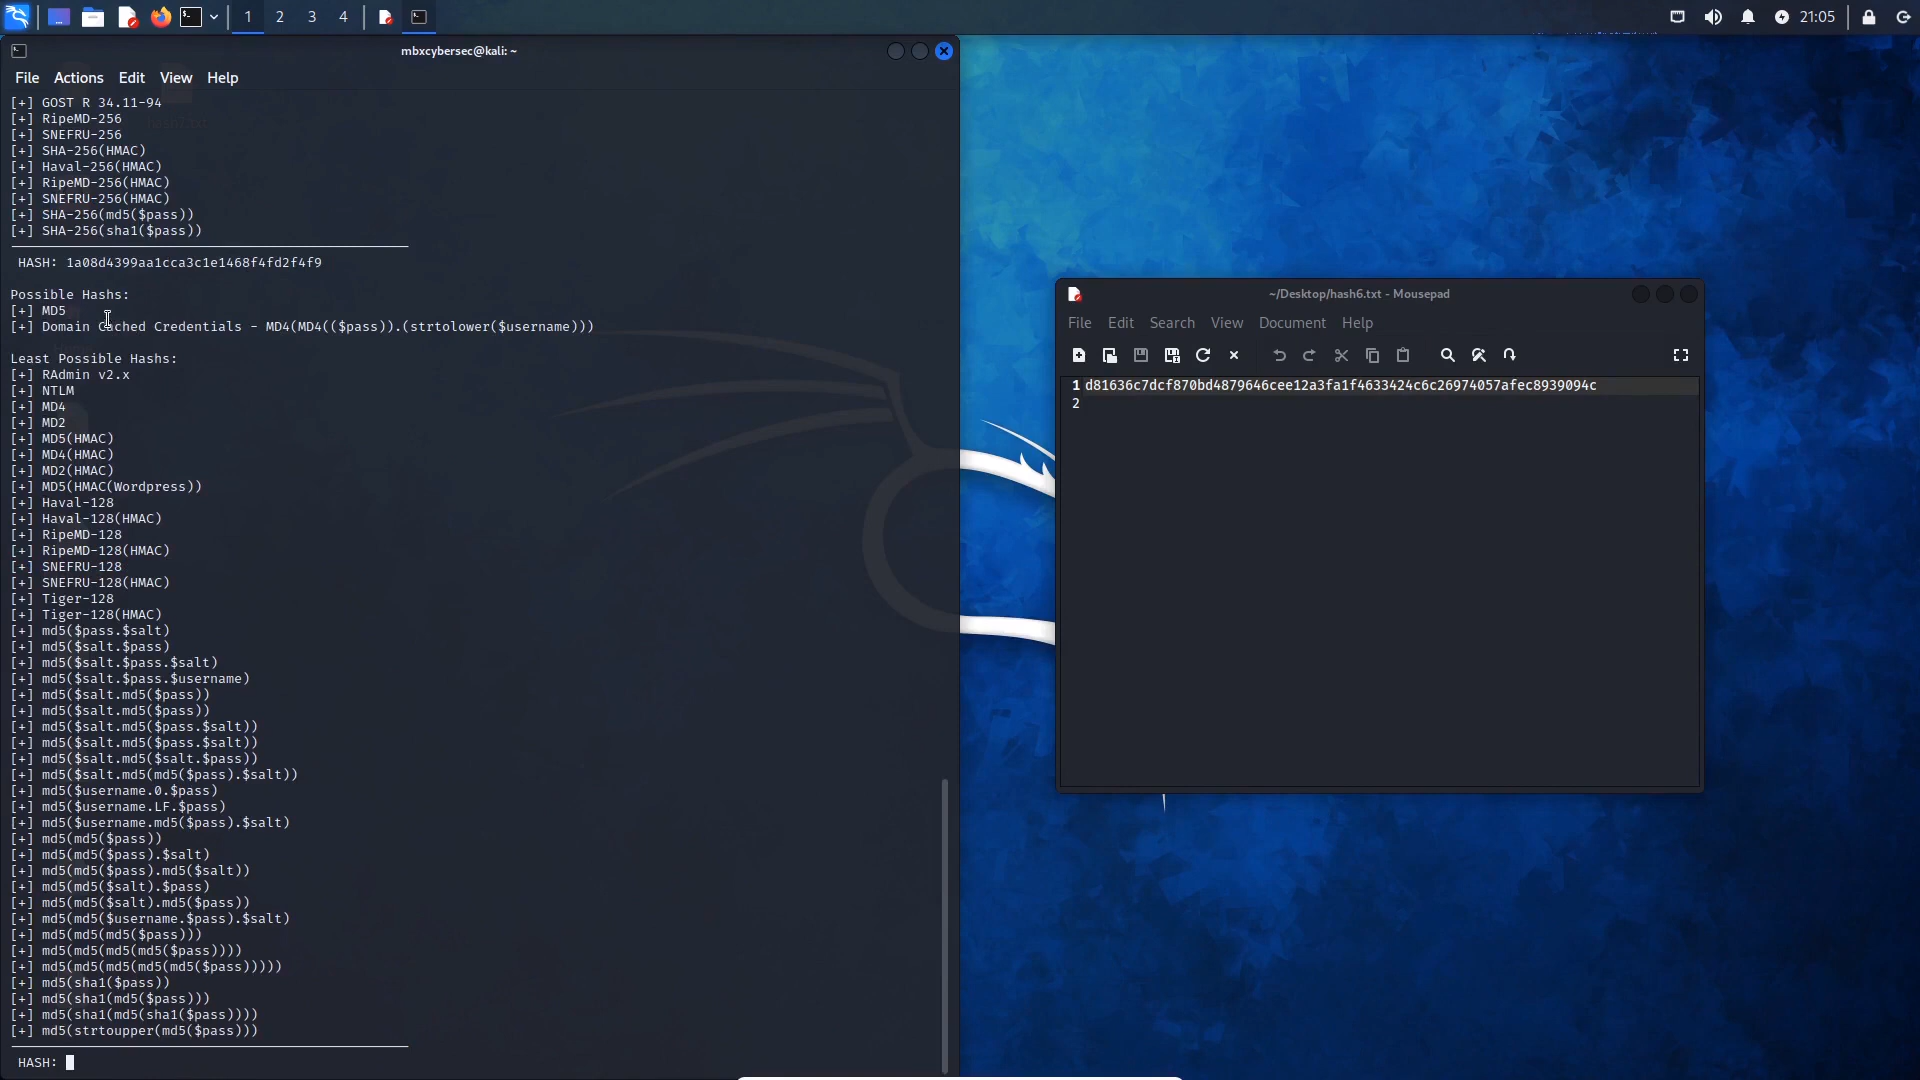 1 2 3 4
21:05
mbxcybersec@kali: ~
File Actions Edit View Help
[+] GOST R 34.11-94
[+] RipeMD-256
[+] SNEFRU-256
[+] SHA-256(HMAC)
[+] Haval-256(HMAC)
[+] RipeMD-256(HMAC)
[+] SNEFRU-256(HMAC)
[+] SHA-256(md5($pass))
[+] SHA-256(sha1($pass))
HASH: 1a08d4399aa1cca3c1e1468f4fd2f4f9
Possible Hashs:
[+] MD5
[+] Domain Cached Credentials - MD4(MD4(($pass)).(strtolower($username)))
Least Possible Hashs:
[+] RAdmin v2.x
[+] NTLM
[+] MD4
[+] MD2
[+] MD5(HMAC)
[+] MD4(HMAC)
[+] MD2(HMAC)
[+] MD5(HMAC(Wordpress))
[+] Haval-128
[+] Haval-128(HMAC)
[+] RipeMD-128
[+] RipeMD-128(HMAC)
[+] SNEFRU-128
[+] SNEFRU-128(HMAC)
[+] Tiger-128
[+] Tiger-128(HMAC)
[+] md5($pass.$salt)
[+] md5($salt.$pass)
[+] md5($salt.$pass.$salt)
[+] md5($salt.$pass.$username)
[+] md5($salt.md5($pass))
[+] md5($salt.md5($pass))
[+] md5($salt.md5($pass.$salt))
[+] md5($salt.md5($pass.$salt))
[+] md5($salt.md5($salt.$pass))
[+] md5($salt.md5(md5($pass).$salt))
[+] md5($username.0.$pass)
[+] md5($username.LF.$pass)
[+] md5($username.md5($pass).$salt)
[+] md5(md5($pass))
[+] md5(md5($pass).$salt)
[+] md5(md5($pass).md5($salt))
[+] md5(md5($salt).$pass)
[+] md5(md5($salt).md5($pass))
[+] md5(md5($username.$pass).$salt)
[+] md5(md5(md5($pass)))
[+] md5(md5(md5(md5($pass))))
[+] md5(md5(md5(md5(md5($pass)))))
[+] md5(sha1($pass))
[+] md5(sha1(md5($pass)))
[+] md5(sha1(md5(sha1($pass))))
[+] md5(strtoupper(md5($pass)))
HASH:
~/Desktop/hash6.txt - Mousepad
File Edit Search View Document Help
1 d81636c7dcf870bd4879646cee12a3fa1f4633424c6c26974057afec8939094c
2